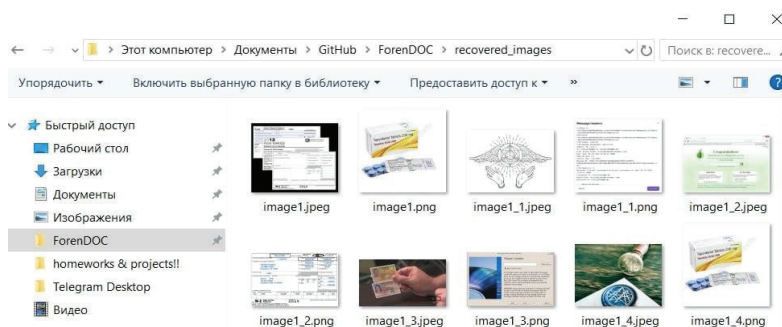 Этот компьютер > Документы > GitHub > ForenDOC > recovered_images
Поиск в: recovere...
Упорядочить Включить выбранную папку в библиотеку Предоставить доступ к »
Быстрый доступ
Рабочий стол
Загрузки
Документы
Изображения
ForenDOC
homeworks & projects!!
Telegram Desktop
Видео
image1.jpeg image1.png image1_1.jpeg image1_1.png image1_2.jpeg
image1_2.png image1_3.jpeg image1_3.png image1_4.jpeg image1_4.png